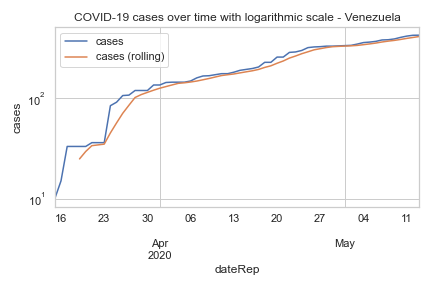 COVID-19 cases over time with logarithmic scale - Venezuela
cases
cases (rolling)
cases
10²
10¹
16 23 30 06 13 20 27 04 11
Apr May
2020
dateRep